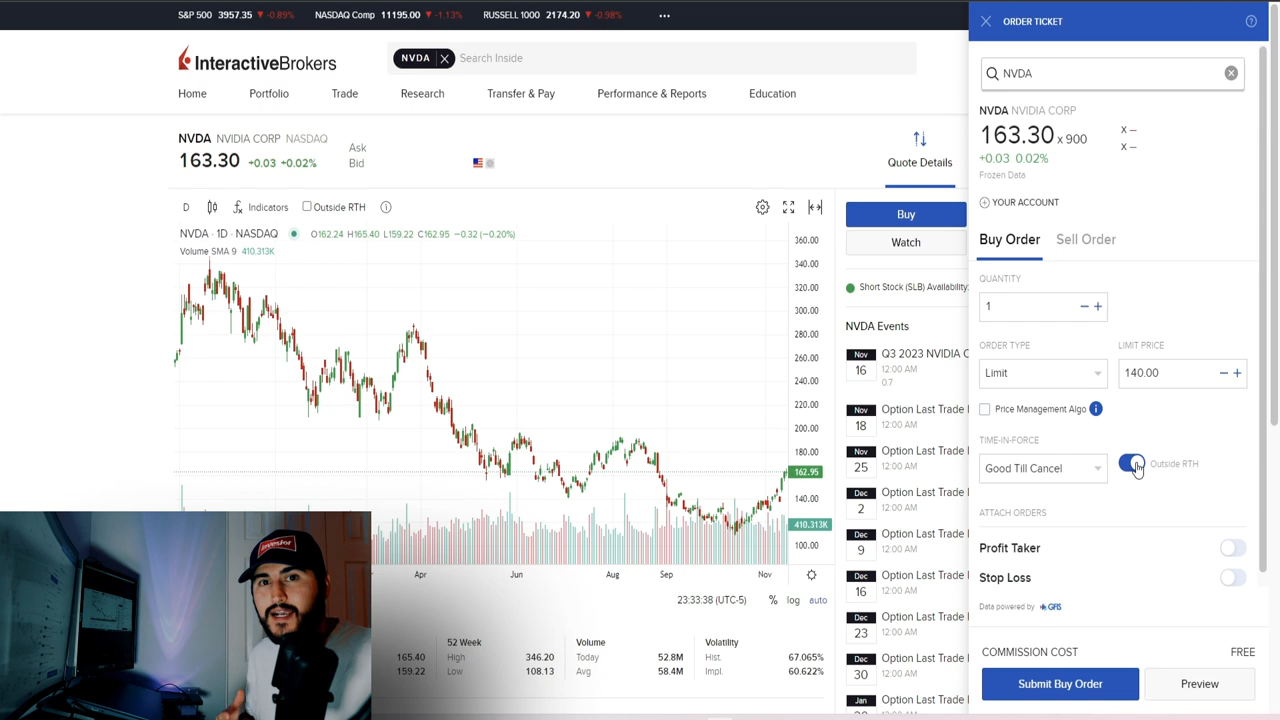 S&P 500 3957.35 -0.89% NASDAQ Comp 11195.00 -1.13% RUSSELL 1000 2174.20 -0.98% •••
InteractiveBrokers
NVDA Search Inside
Home Portfolio Trade Research Transfer & Pay Performance & Reports Education
NVDA NVIDIA CORP NASDAQ
163.30 +0.03 +0.02%
Ask
Bid
Quote Details
D Indicators Outside RTH
NVDA · 1D · NASDAQ O162.24 H165.40 L159.22 C162.95 −0.32 (−0.20%)
Volume SMA 9 410.313K
360.00
340.00
320.00
300.00
280.00
260.00
240.00
220.00
200.00
180.00
162.95
140.00
410.313K
100.00
Apr Jun Aug Sep Nov
23:33:38 (UTC-5) % log auto
165.40
159.22
52 Week
High 346.20
Low 108.13
Volume
Today 52.8M
Avg 58.4M
Volatility
Hist. 67.065%
Impl. 60.622%
Buy
Watch
Short Stock (SLB) Availability:
NVDA Events
Nov 16 Q3 2023 NVIDIA C
12:00 AM
0.7
Nov 18 Option Last Trade
12:00 AM
Nov 25 Option Last Trade
12:00 AM
Dec 2 Option Last Trade
12:00 AM
Dec 9 Option Last Trade
12:00 AM
Dec 16 Option Last Trade
12:00 AM
Dec 23 Option Last Trade
12:00 AM
Dec 30 Option Last Trade
12:00 AM
Jan Option Last Trade
12:00 AM
ORDER TICKET
NVDA
NVDA NVIDIA CORP
163.30 x 900
x –
x –
+0.03 0.02%
Frozen Data
YOUR ACCOUNT
Buy Order Sell Order
QUANTITY
1
ORDER TYPE LIMIT PRICE
Limit 140.00
Price Management Algo
TIME-IN-FORCE
Good Till Cancel Outside RTH
ATTACH ORDERS
Profit Taker
Stop Loss
Data powered by GFIS
COMMISSION COST FREE
Submit Buy Order Preview
Investor